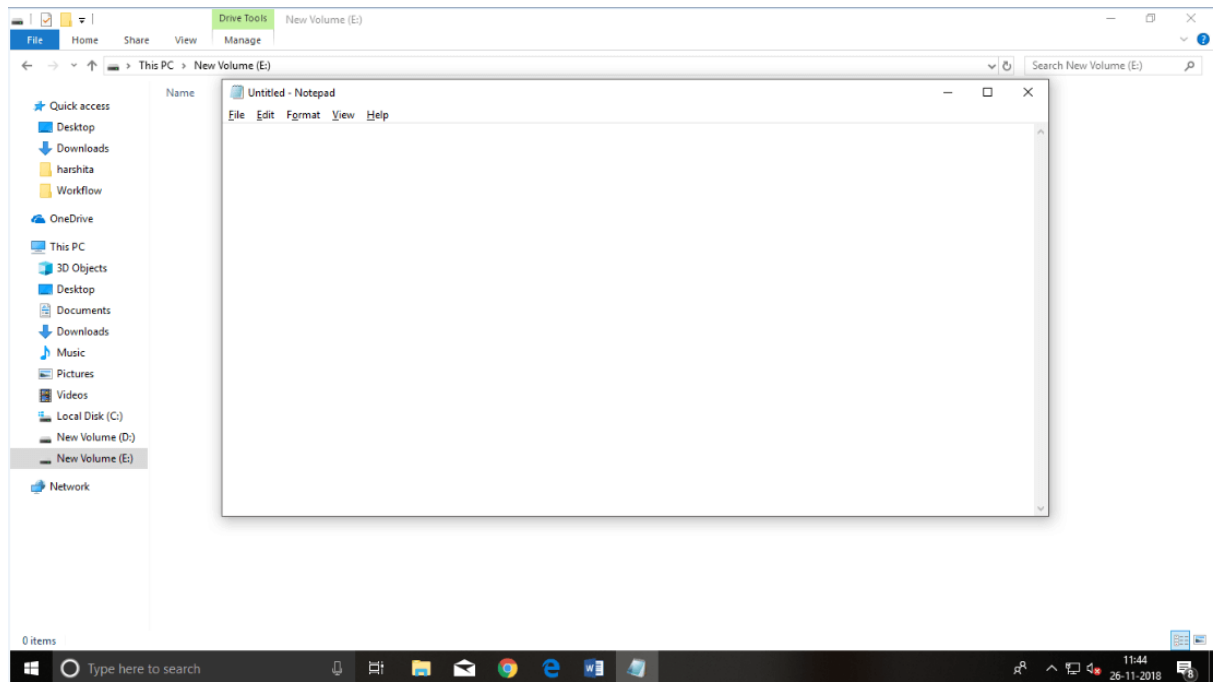 Drive Tools New Volume (E:)
File Home Share View Manage
This PC > New Volume (E:) Search New Volume (E:)
Name
Untitled - Notepad
File Edit Format View Help
Quick access
Desktop
Downloads
harshita
Workflow
OneDrive
This PC
3D Objects
Desktop
Documents
Downloads
Music
Pictures
Videos
Local Disk (C:)
New Volume (D:)
New Volume (E:)
Network
0 items
Type here to search
11:44
26-11-2018
8